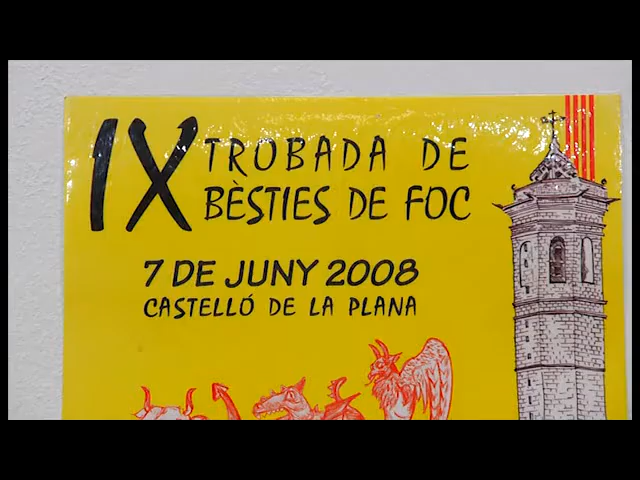 IX TROBADA DE
BÈSTIES DE FOC
7 DE JUNY 2008
CASTELLÓ DE LA PLANA